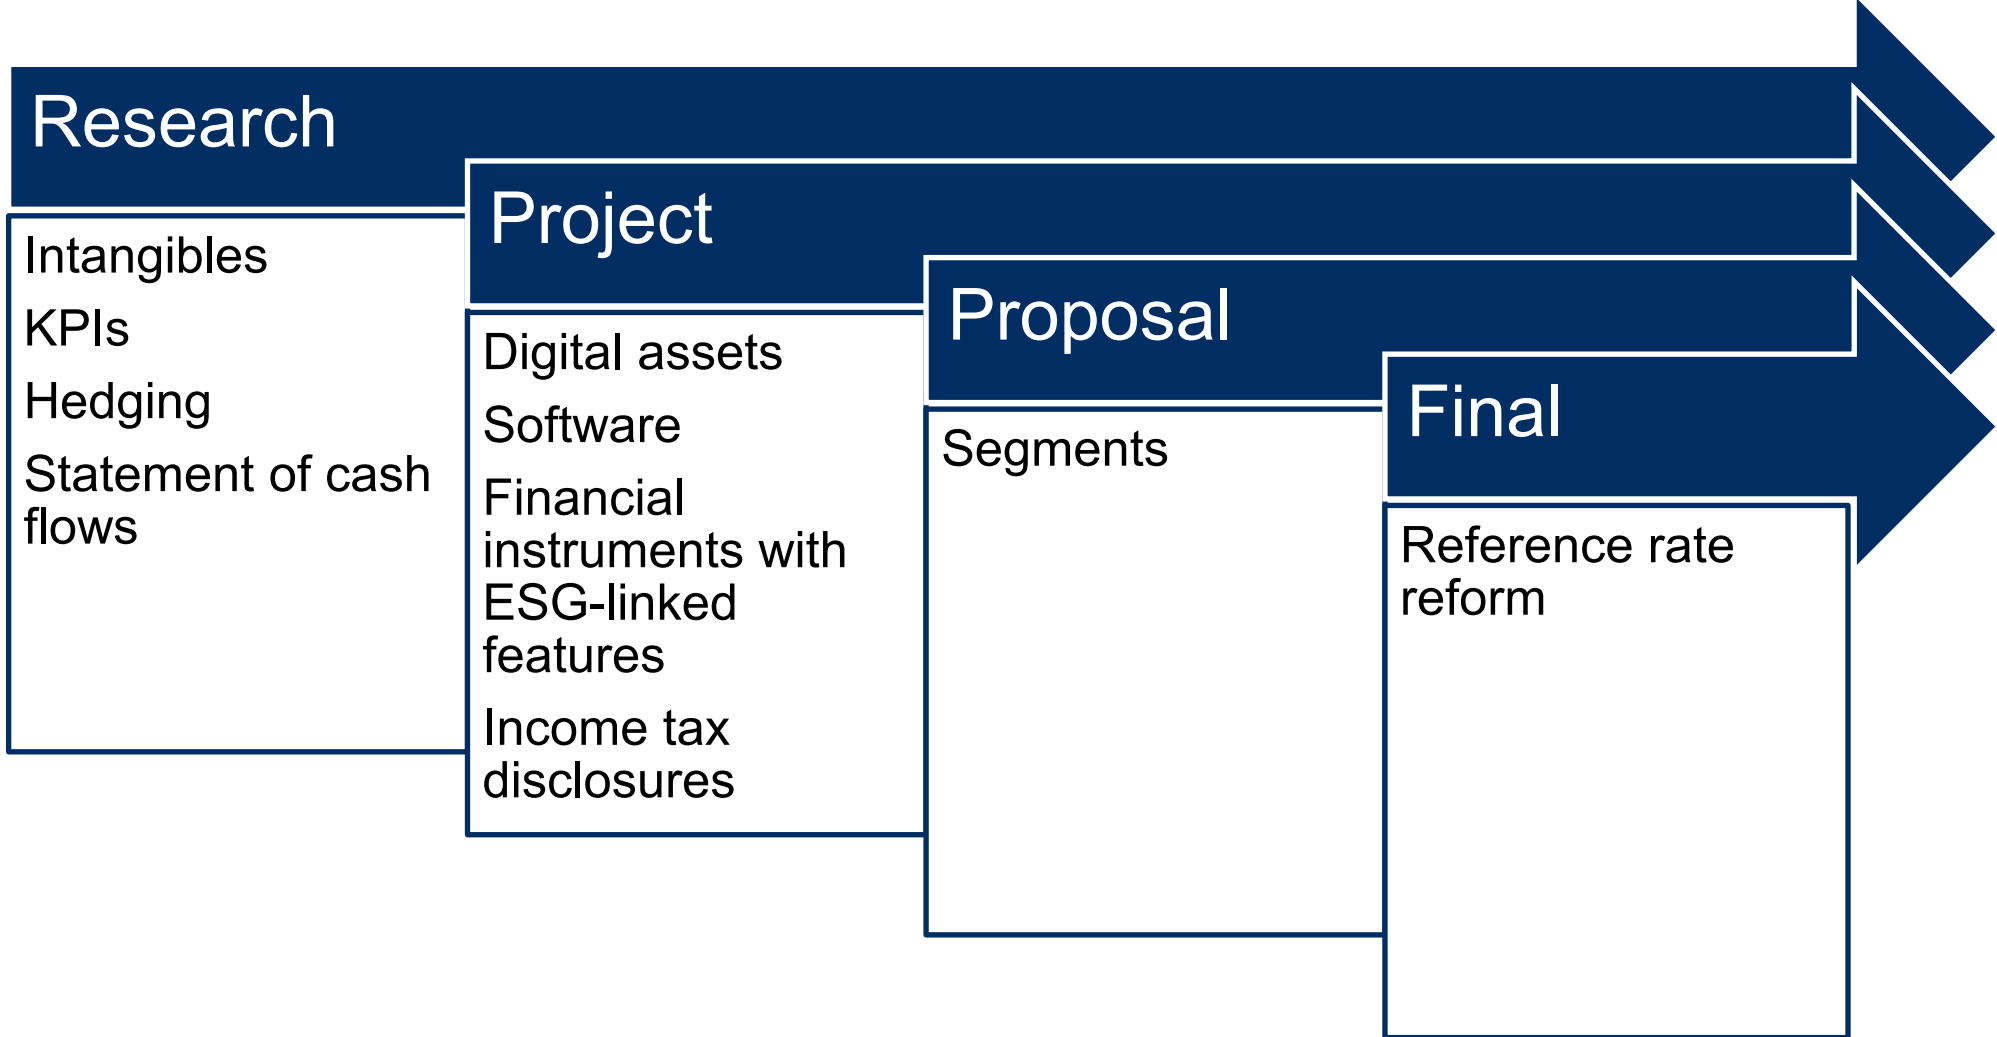 Research
Intangibles
KPIs
Hedging
Statement of cash
flows
Project
Digital assets
Software
Financial
instruments with
ESG-linked
features
Income tax
disclosures
Proposal
Segments
Final
Reference rate
reform